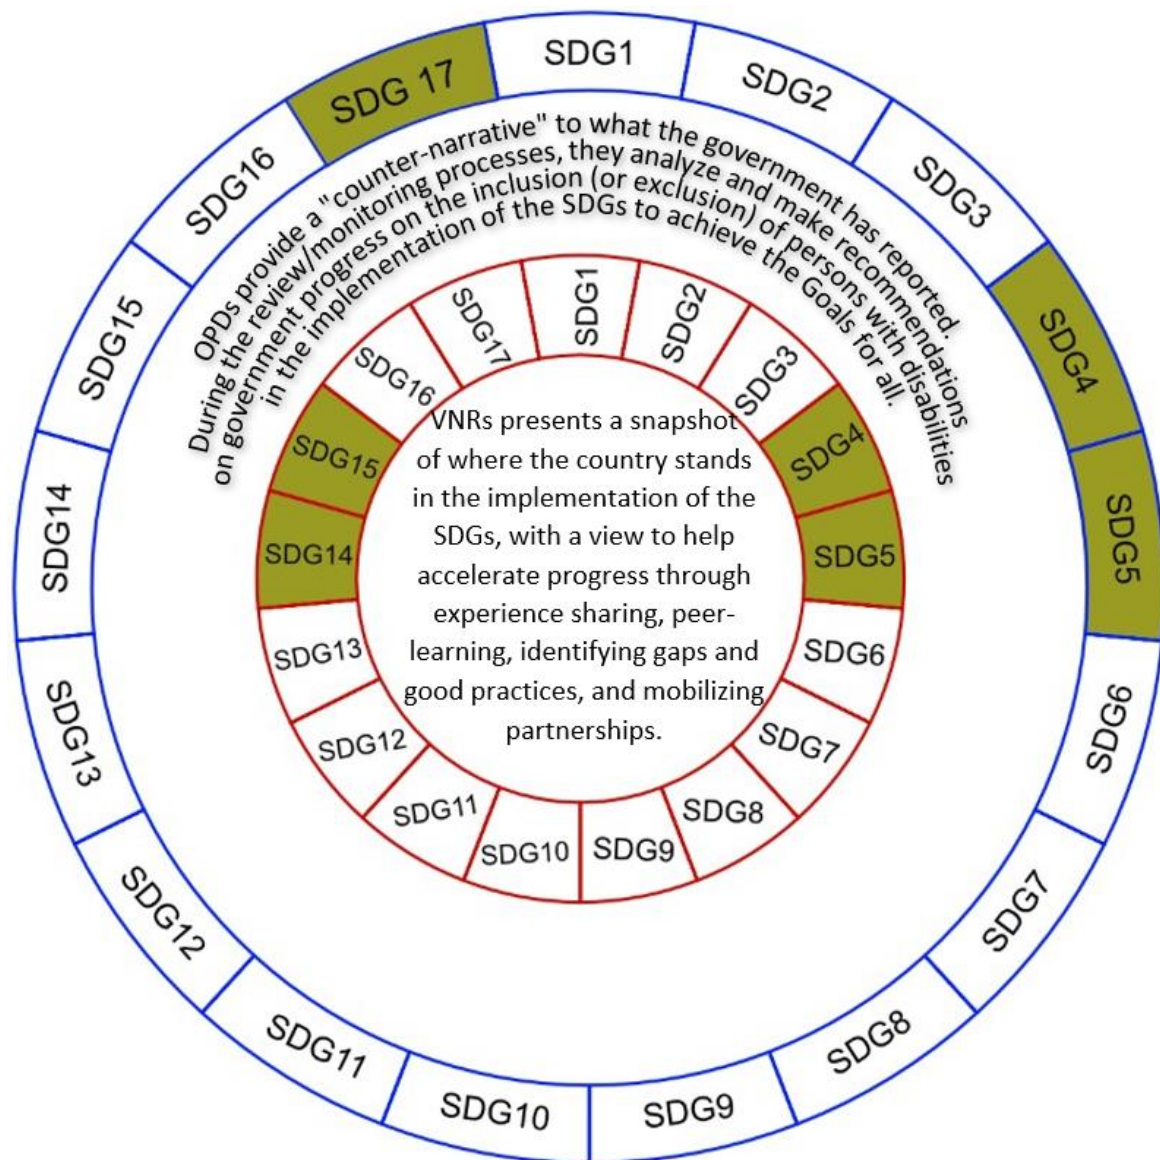 SDG1
SDG2
SDG3
SDG4
SDG5
SDG6
SDG7
SDG8
SDG9
SDG10
SDG11
SDG12
SDG13
SDG14
SDG15
SDG16
SDG 17
OPDs provide a "counter-narrative" to what the government has reported.
During the review/monitoring processes, they analyze and make recommendations
on government progress on the inclusion (or exclusion) of persons with disabilities
in the implementation of the SDGs to achieve the Goals for all.
SDG1
SDG2
SDG3
SDG4
SDG5
SDG6
SDG7
SDG8
SDG9
SDG10
SDG11
SDG12
SDG13
SDG14
SDG15
SDG16
SDG17
VNRs presents a snapshot
of where the country stands
in the implementation of the
SDGs, with a view to help
accelerate progress through
experience sharing, peer-
learning, identifying gaps and
good practices, and mobilizing
partnerships.